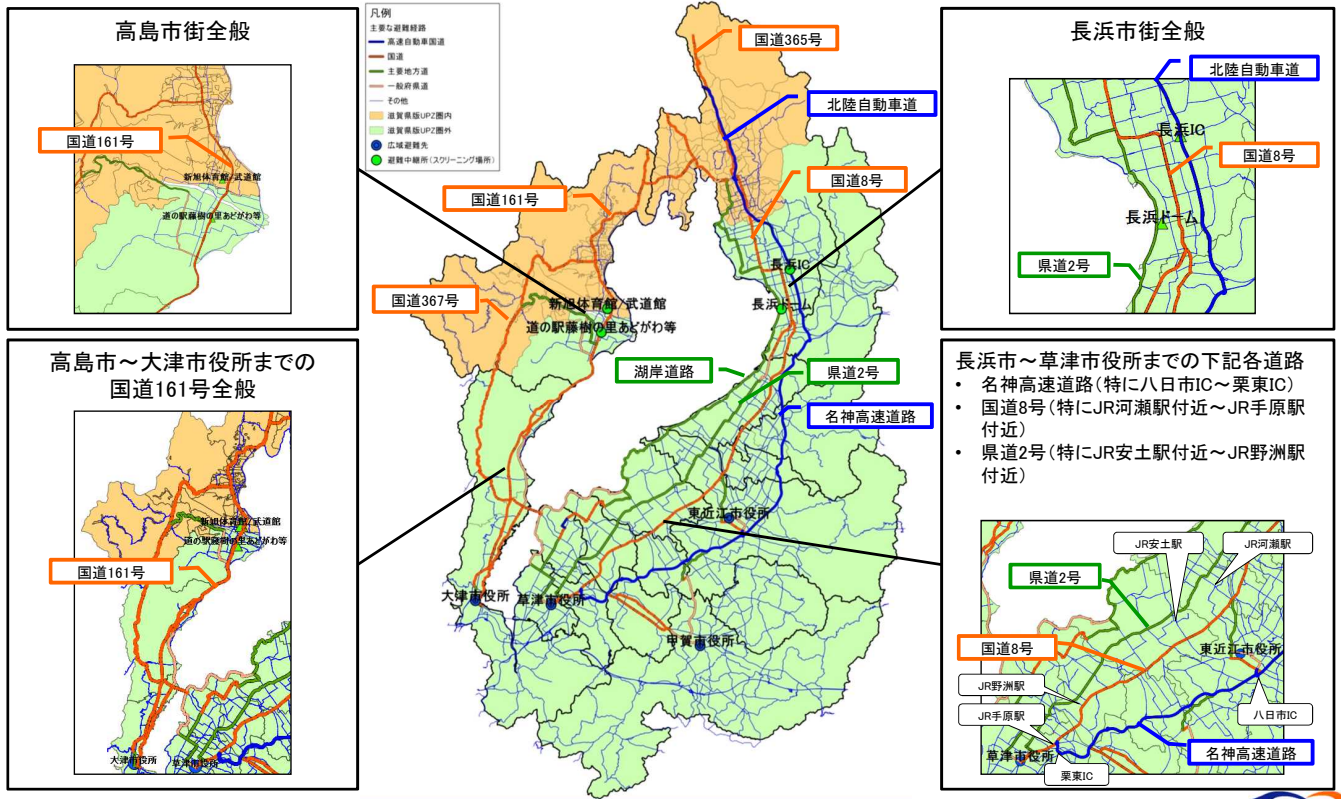 高島市街全般
国道161号
新旭体育館/武道館
道の駅藤樹の里あどがわ等
高島市～大津市役所までの
国道161号全般
新旭体育館/武道館
道の駅藤樹の里あどがわ等
国道161号
大津市役所
草津市役所
凡例
主要な避難経路
高速自動車国道
国道
主要地方道
一般府県道
その他
滋賀県版UPZ圏内
滋賀県版UPZ圏外
広域避難先
避難中継所(スクリーニング場所)
国道365号
北陸自動車道
国道8号
国道161号
国道367号
長浜IC
新旭体育館/武道館
長浜ドーム
道の駅藤樹の里あどがわ等
湖岸道路
県道2号
名神高速道路
東近江市役所
大津市役所
草津市役所
甲賀市役所
長浜市街全般
北陸自動車道
長浜IC
国道8号
長浜ドーム
県道2号
長浜市～草津市役所までの下記各道路
• 名神高速道路(特に八日市IC～栗東IC)
• 国道8号(特にJR河瀬駅付近～JR手原駅
付近)
• 県道2号(特にJR安土駅付近～JR野洲駅
付近)
JR安土駅
JR河瀬駅
県道2号
国道8号
東近江市役所
JR野洲駅
JR手原駅
八日市IC
草津市役所
名神高速道路
栗東IC